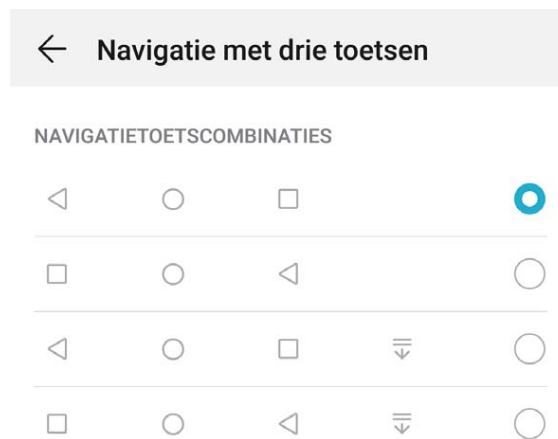 Navigatie met drie toetsen
NAVIGATIETOETSCOMBINATIES